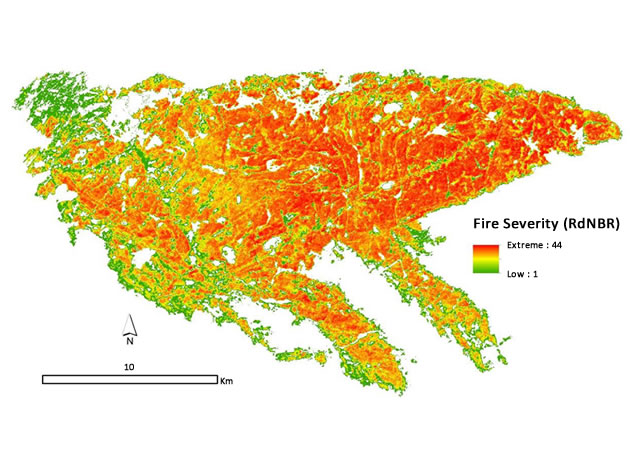 Fire Severity (RdNBR)
Extreme : 44
Low : 1
N
10
Km